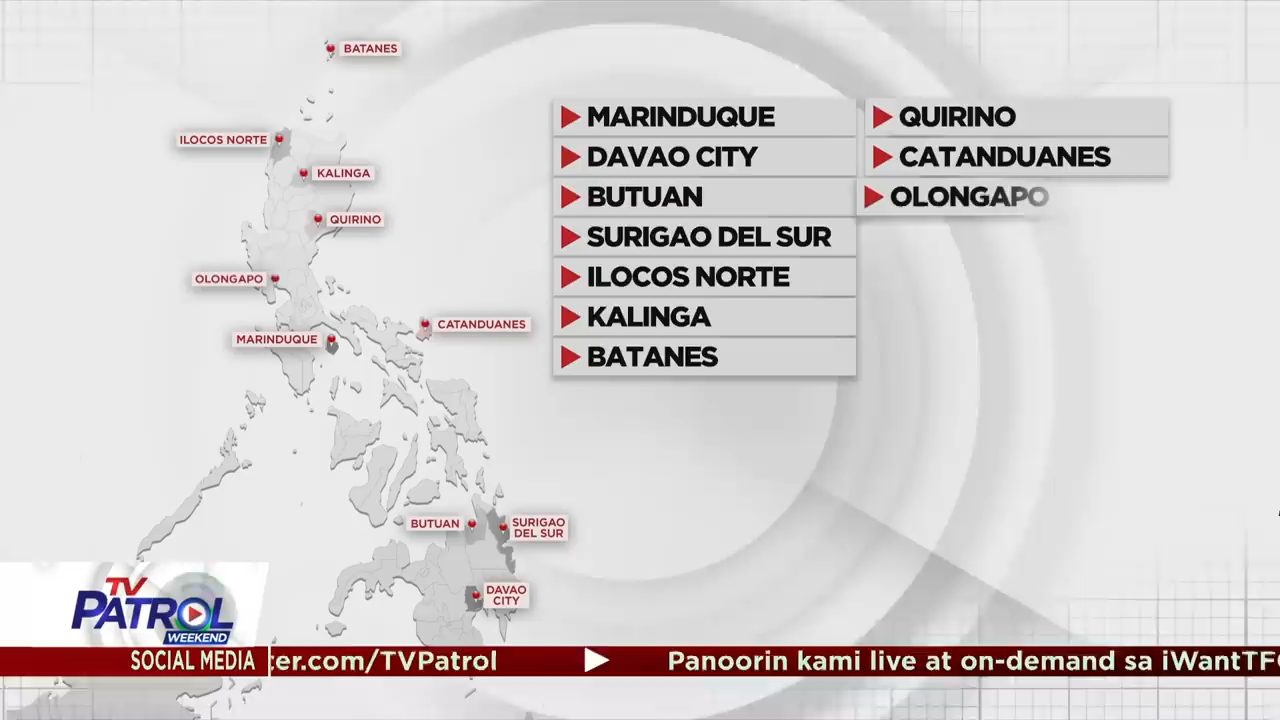 BATANES
ILOCOS NORTE
KALINGA
QUIRINO
OLONGAPO
CATANDUANES
MARINDUQUE
BUTUAN
SURIGAO
DEL SUR
DAVAO
CITY
MARINDUQUE
DAVAO CITY
BUTUAN
SURIGAO DEL SUR
ILOCOS NORTE
KALINGA
BATANES
QUIRINO
CATANDUANES
OLONGAPO
TV
PATROL
WEEKEND
SOCIAL MEDIA ter.com/TVPatrol Panoorin kami live at on-demand sa iWantTFC